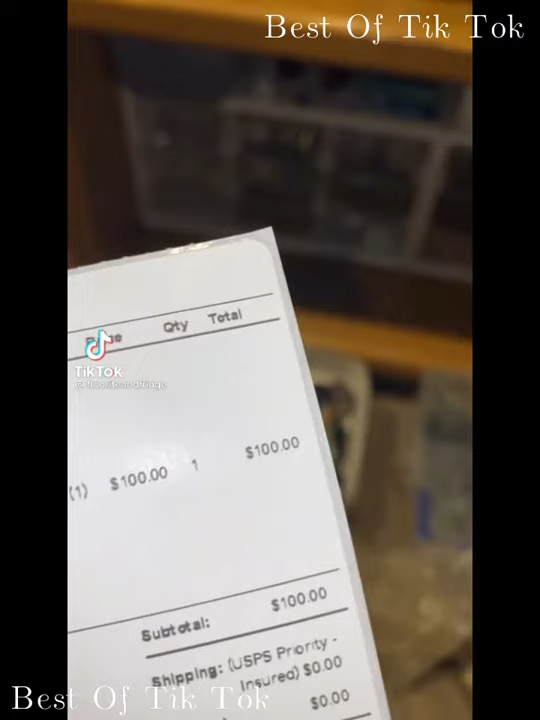 Best Of Tik Tok
Qty Total
TikTok
(1) $100.00 1 $100.00
Subtotal: $100.00
Shipping: (USPS Priority -
Insured) $0.00
$0.00
Best Of Tik Tok